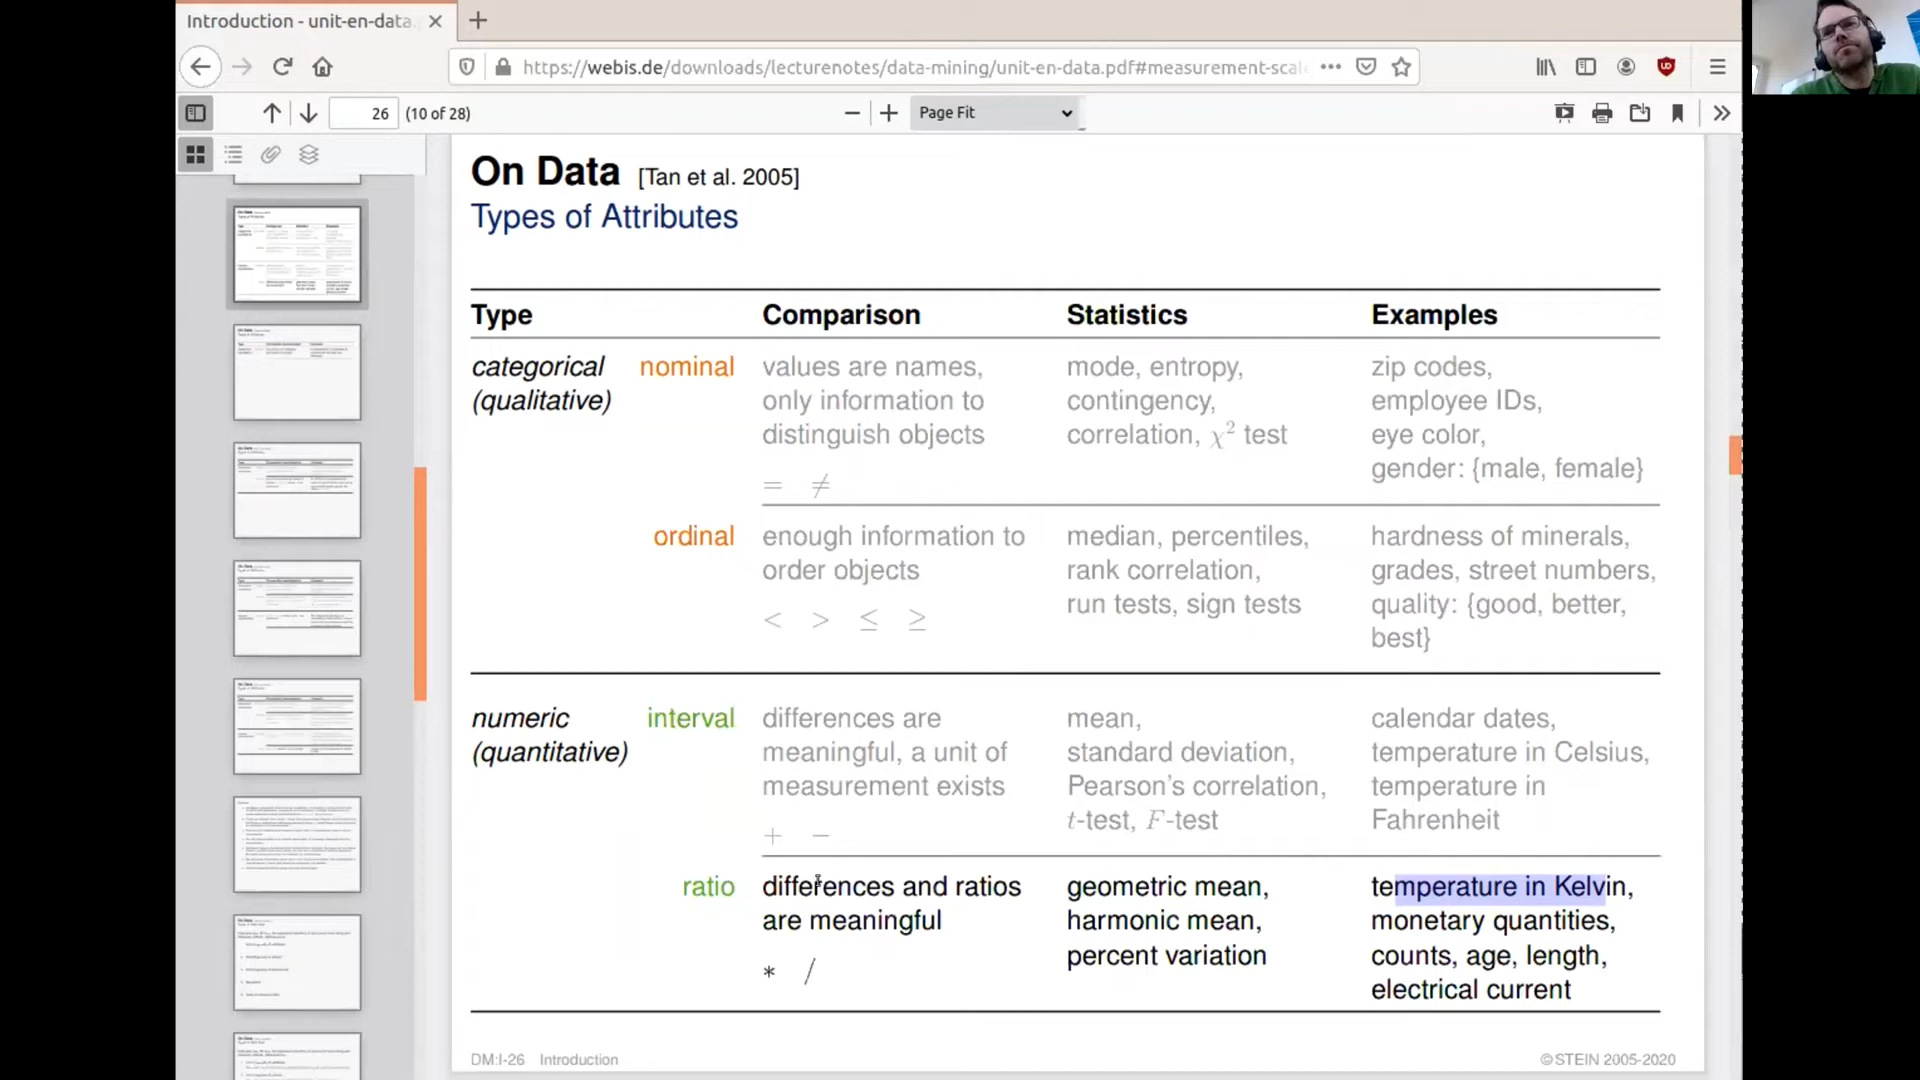 Introduction - unit-en-data.
https://webis.de/downloads/lecturenotes/data-mining/unit-en-data.pdf#measurement-scal
26 (10 of 28)
Page Fit
On Data [Tan et al. 2005]
Types of Attributes
Type Comparison Statistics Examples
categorical nominal values are names, mode, entropy, zip codes,
(qualitative) only information to contingency, employee IDs,
distinguish objects correlation, χ² test eye color,
gender: {male, female}
= ≠
ordinal enough information to median, percentiles, hardness of minerals,
order objects rank correlation, grades, street numbers,
< > ≤ ≥ run tests, sign tests quality: {good, better,
best}
numeric interval differences are mean, calendar dates,
(quantitative) meaningful, a unit of standard deviation, temperature in Celsius,
measurement exists Pearson's correlation, temperature in
+ − t-test, F-test Fahrenheit
ratio differences and ratios geometric mean, temperature in Kelvin,
are meaningful harmonic mean, monetary quantities,
* / percent variation counts, age, length,
electrical current
DM:I-26 Introduction ©STEIN 2005-2020